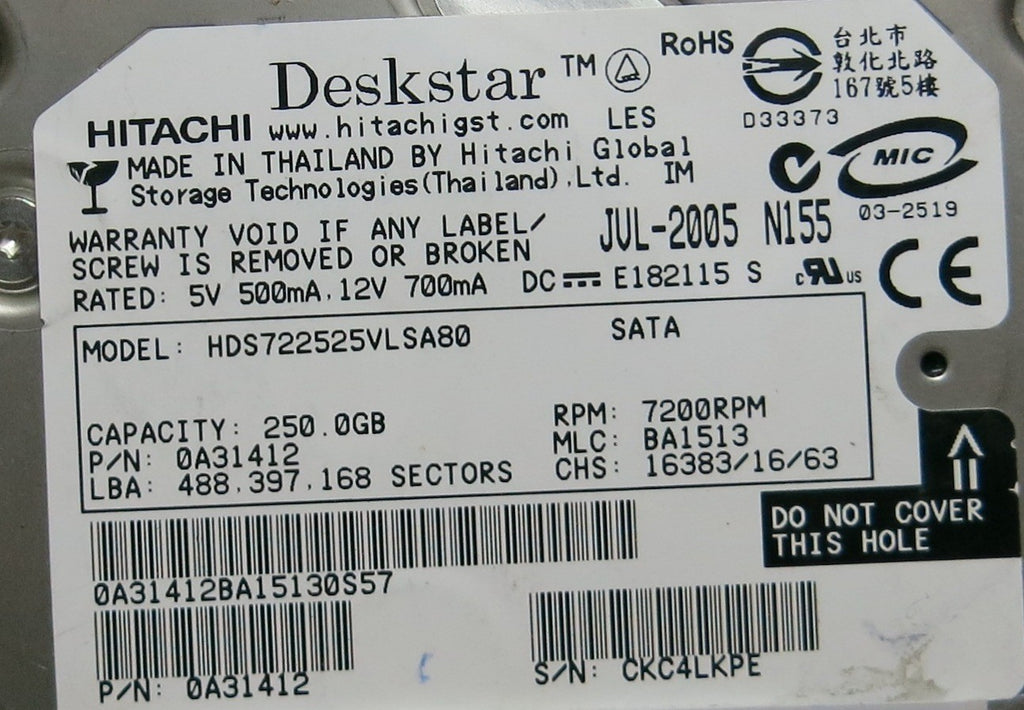 Deskstar ™
RoHS
台北市
敦化北路
167號5樓
D33373
HITACHI www.hitachigst.com LES
MADE IN THAILAND BY Hitachi Global
Storage Technologies(Thailand),Ltd. IM
MIC
03-2519
WARRANTY VOID IF ANY LABEL/
SCREW IS REMOVED OR BROKEN
JUL-2005 N155
RATED: 5V 500mA, 12V 700mA DC E182115 S
c RU US
CE
MODEL: HDS722525VLSA80 SATA
CAPACITY: 250.0GB RPM: 7200RPM
P/N: 0A31412 MLC: BA1513
LBA: 488,397,168 SECTORS CHS: 16383/16/63
DO NOT COVER
THIS HOLE
0A31412BA15130S57
P/N: 0A31412
S/N: CKC4LKPE